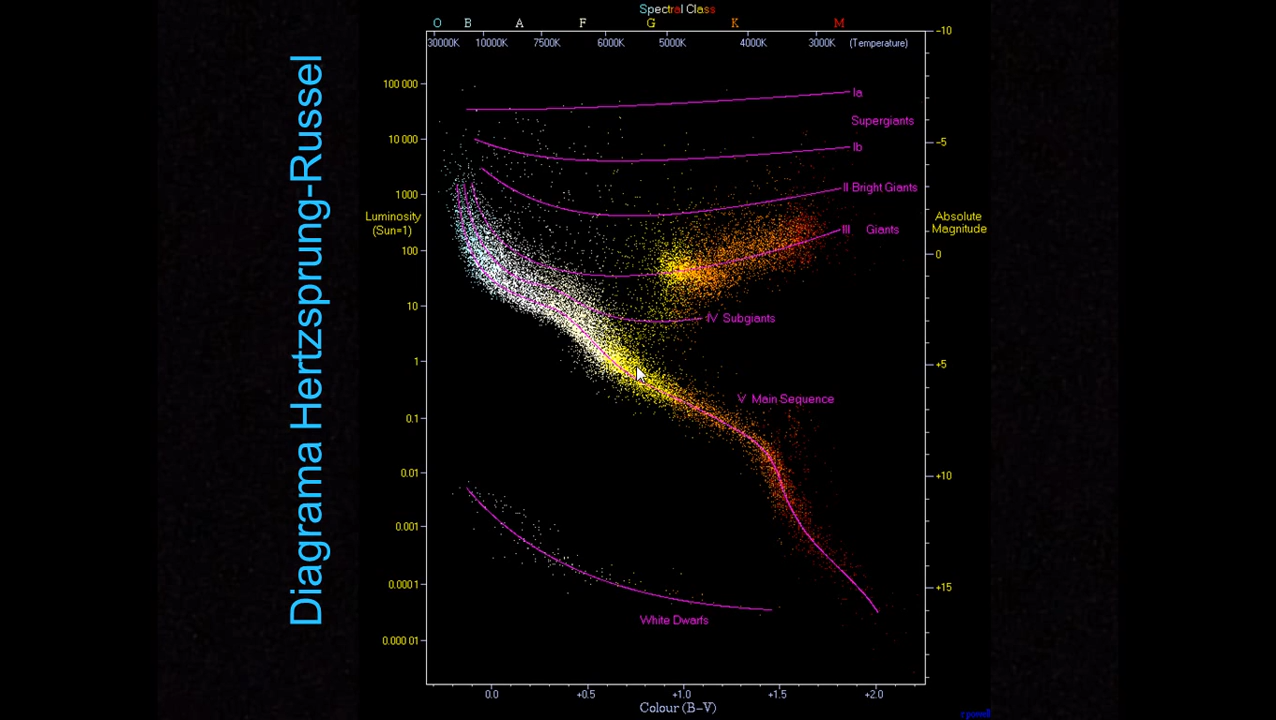 Diagrama Hertzsprung-Russel
Spectral Class
O B A F G K M
30000K 10000K 7500K 6000K 5000K 4000K 3000K (Temperature)
-10
100 000
Ia
Supergiants
10 000
-5
Ib
1000
II Bright Giants
Luminosity
(Sun=1)
Absolute
Magnitude
III Giants
100
0
10
IV Subgiants
1
+5
V Main Sequence
0.1
0.01
+10
0.001
0.0001
+15
White Dwarfs
0.000 01
0.0 +0.5 +1.0 +1.5 +2.0
Colour (B-V)
r.powell